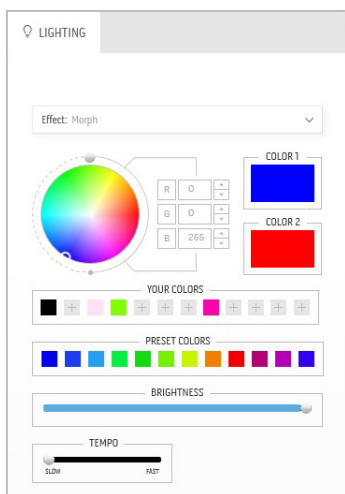 LIGHTING
Effect: Morph
COLOR 1
R 0
G 0
B 255
COLOR 2
YOUR COLORS
PRESET COLORS
BRIGHTNESS
TEMPO
SLOW FAST